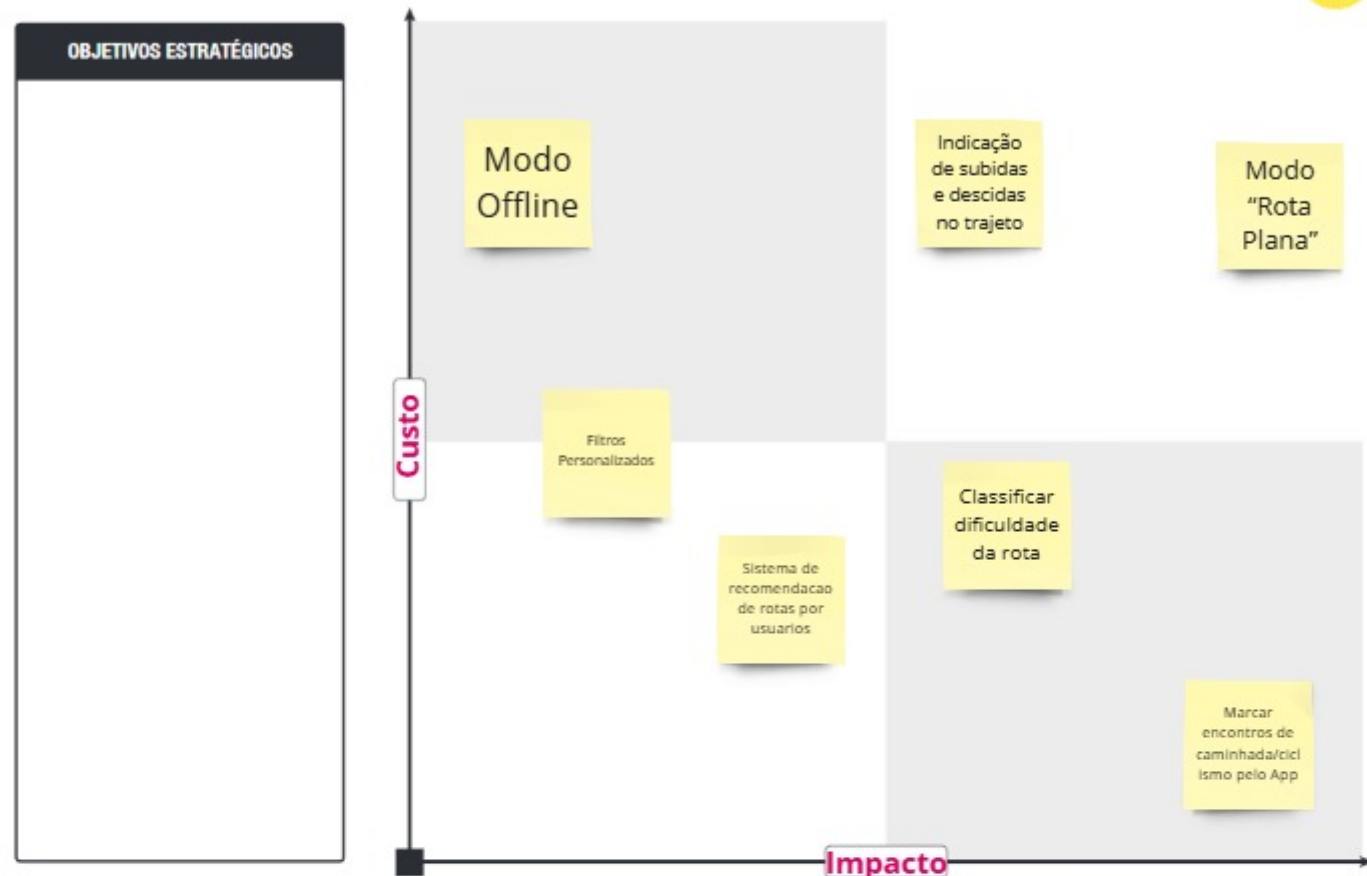 OBJETIVOS ESTRATÉGICOS
Modo
Offline
Indicação
de subidas
e descidas
no trajeto
Modo
“Rota
Plana”
Custo
Filtros
Personalizados
Classificar
dificuldade
da rota
Sistema de
recomendacao
de rotas por
usuarios
Marcar
encontros de
caminhada/cicl
ismo pelo App
Impacto